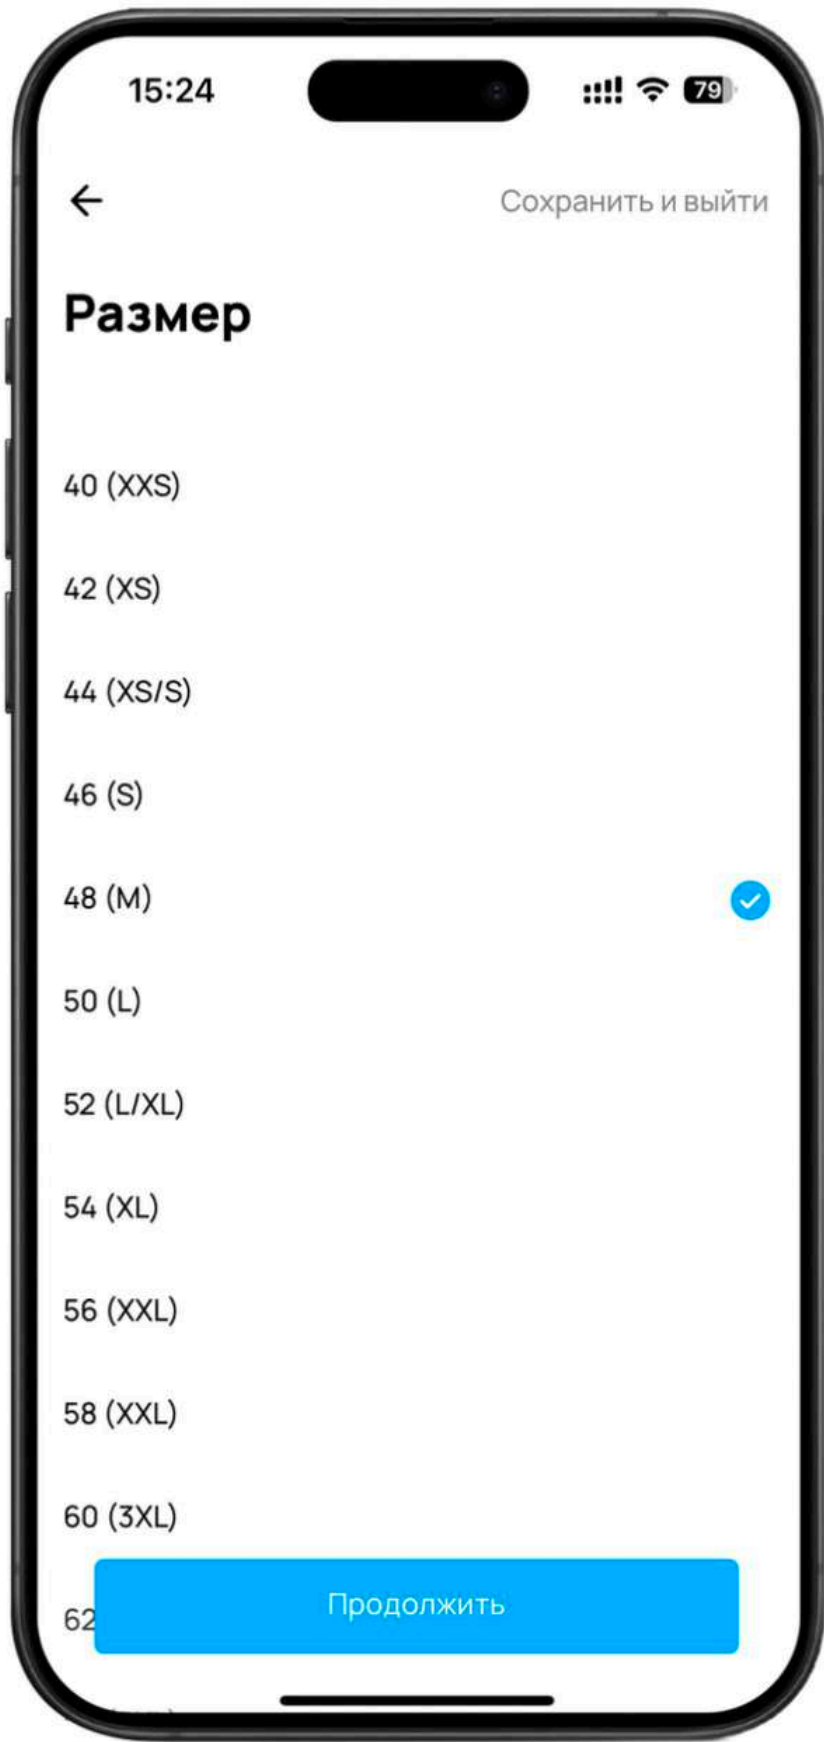 15:24
79
Сохранить и выйти
Размер
40 (XXS)
42 (XS)
44 (XS/S)
46 (S)
48 (M)
50 (L)
52 (L/XL)
54 (XL)
56 (XXL)
58 (XXL)
60 (3XL)
62
Продолжить